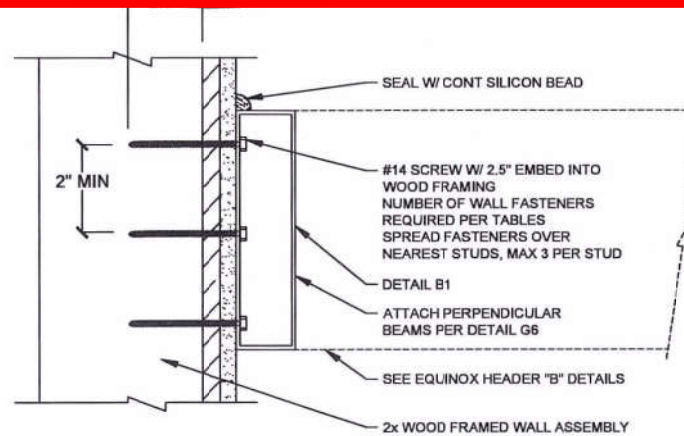 SEAL W/ CONT SILICON BEAD
2" MIN
#14 SCREW W/ 2.5" EMBED INTO
WOOD FRAMING
NUMBER OF WALL FASTENERS
REQUIRED PER TABLES
SPREAD FASTENERS OVER
NEAREST STUDS, MAX 3 PER STUD
DETAIL B1
ATTACH PERPENDICULAR
BEAMS PER DETAIL G6
SEE EQUINOX HEADER "B" DETAILS
2x WOOD FRAMED WALL ASSEMBLY